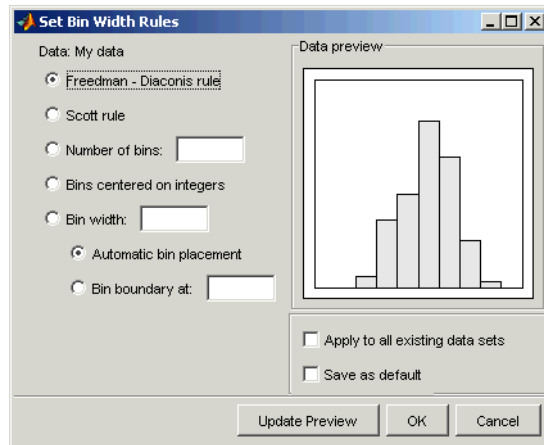 Set Bin Width Rules
Data: My data
Freedman - Diaconis rule
Scott rule
Number of bins:
Bins centered on integers
Bin width:
Automatic bin placement
Bin boundary at:
Data preview
Apply to all existing data sets
Save as default
Update Preview
OK
Cancel